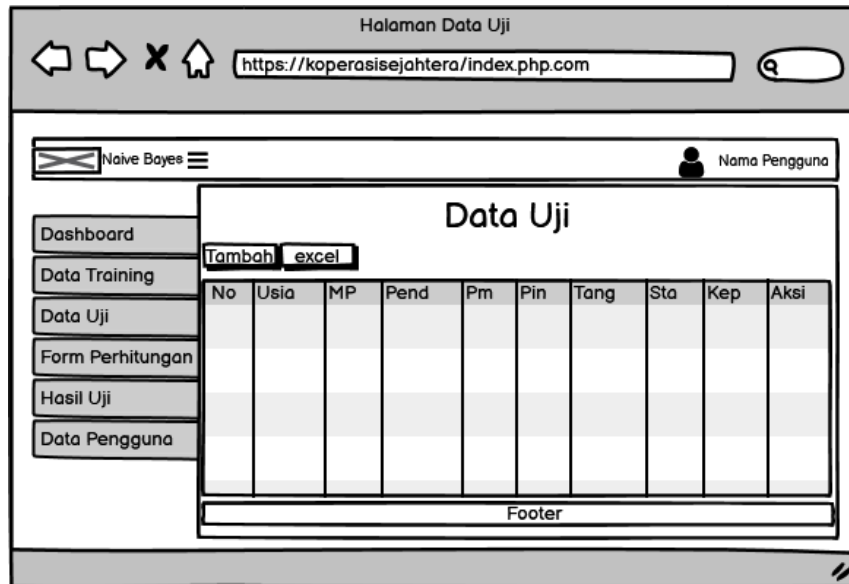 Halaman Data Uji
https://koperasisejahtera/index.php.com
Naive Bayes
Nama Pengguna
Dashboard
Data Training
Data Uji
Form Perhitungan
Hasil Uji
Data Pengguna
Data Uji
Tambah excel
No Usia MP Pend Pm Pin Tang Sta Kep Aksi
Footer